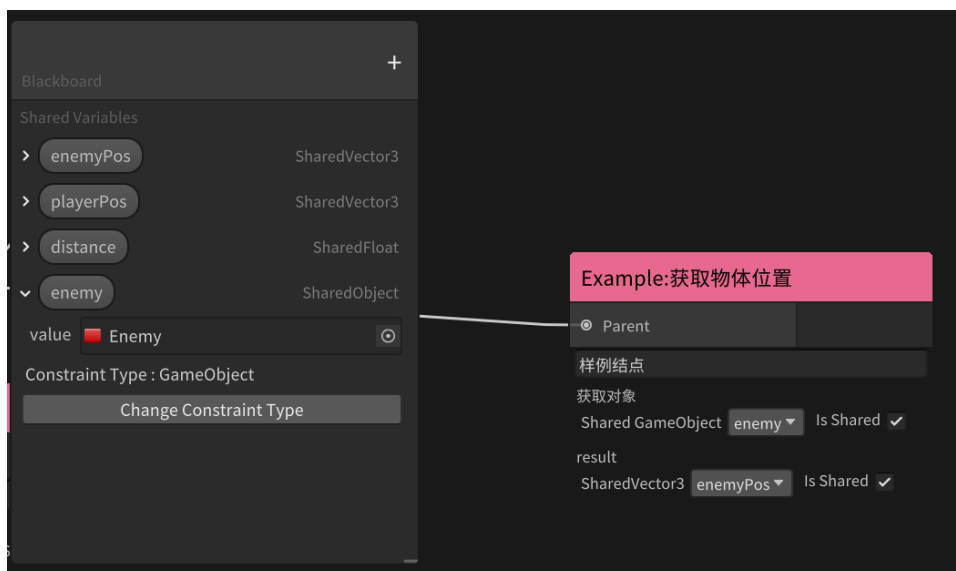 Blackboard
Shared Variables
enemyPos SharedVector3
playerPos SharedVector3
distance SharedFloat
enemy SharedObject
value Enemy
Constraint Type : GameObject
Change Constraint Type
Example:获取物体位置
Parent
样例结点
获取对象
Shared GameObject enemy Is Shared
result
SharedVector3 enemyPos Is Shared